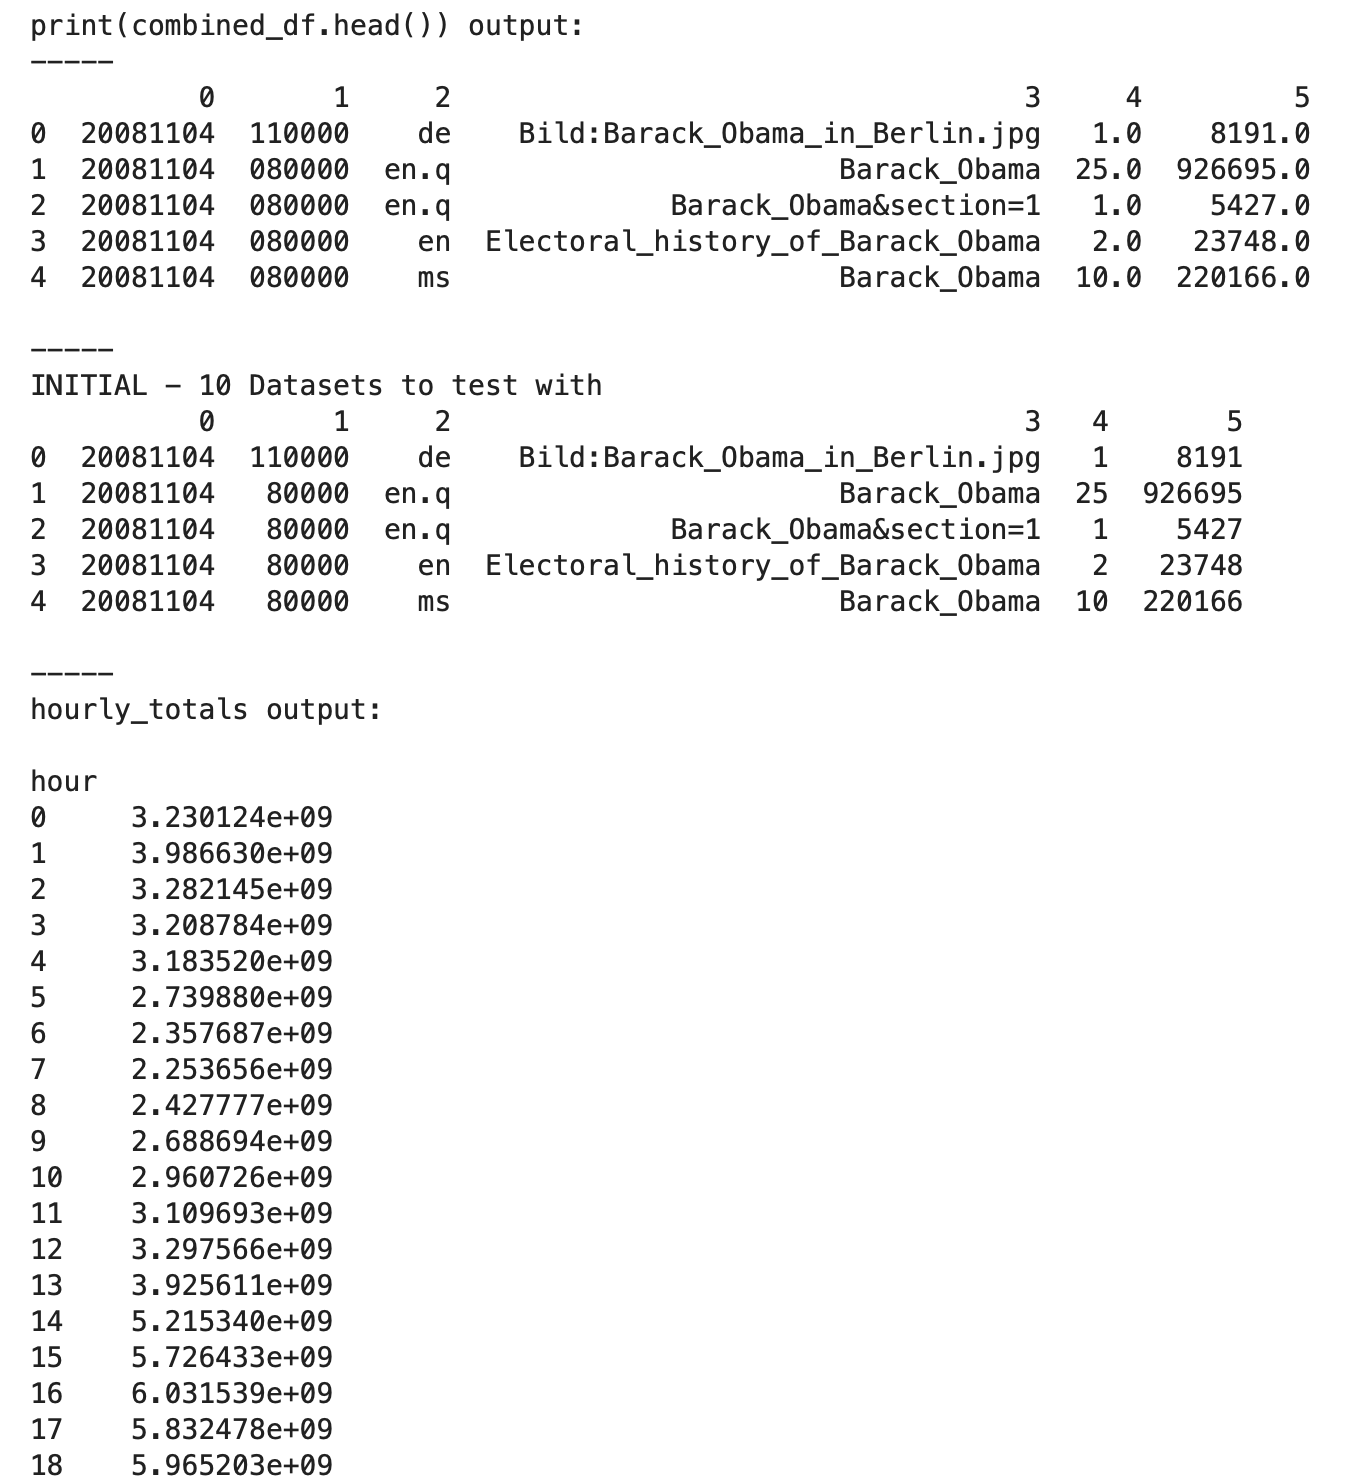 print(combined_df.head()) output:
-----
0 1 2 3 4 5
0 20081104 110000 de Bild:Barack_Obama_in_Berlin.jpg 1.0 8191.0
1 20081104 080000 en.q Barack_Obama 25.0 926695.0
2 20081104 080000 en.q Barack_Obama&section=1 1.0 5427.0
3 20081104 080000 en Electoral_history_of_Barack_Obama 2.0 23748.0
4 20081104 080000 ms Barack_Obama 10.0 220166.0
-----
INITIAL - 10 Datasets to test with
0 1 2 3 4 5
0 20081104 110000 de Bild:Barack_Obama_in_Berlin.jpg 1 8191
1 20081104 80000 en.q Barack_Obama 25 926695
2 20081104 80000 en.q Barack_Obama&section=1 1 5427
3 20081104 80000 en Electoral_history_of_Barack_Obama 2 23748
4 20081104 80000 ms Barack_Obama 10 220166
-----
hourly_totals output:
hour
0 3.230124e+09
1 3.986630e+09
2 3.282145e+09
3 3.208784e+09
4 3.183520e+09
5 2.739880e+09
6 2.357687e+09
7 2.253656e+09
8 2.427777e+09
9 2.688694e+09
10 2.960726e+09
11 3.109693e+09
12 3.297566e+09
13 3.925611e+09
14 5.215340e+09
15 5.726433e+09
16 6.031539e+09
17 5.832478e+09
18 5.965203e+09